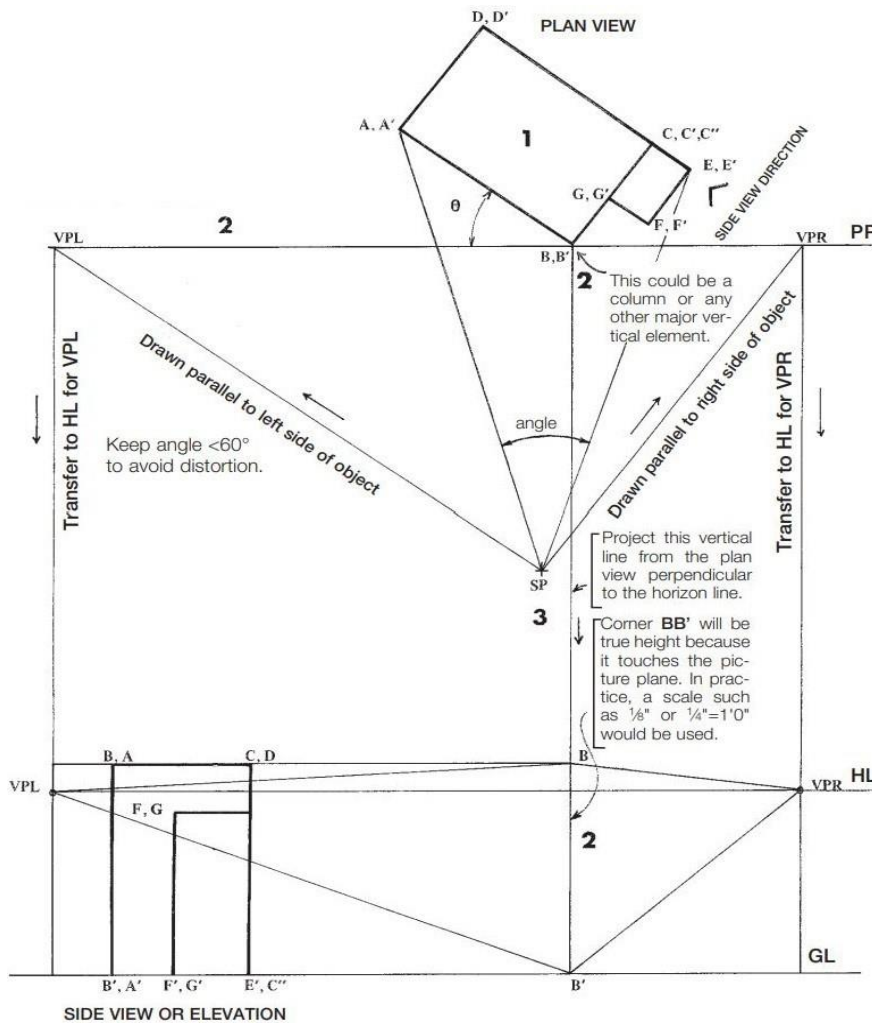 D, D′
PLAN VIEW
A, A′
1
C, C′,C″
E, E′
SIDE VIEW DIRECTION
G, G′
F, F′
θ
VPL
2
VPR
PP
B,B′
2
This could be a
column or any
other major ver-
tical element.
Drawn parallel to left side of object
Drawn parallel to right side of object
Transfer to HL for VPL
Transfer to HL for VPR
angle
Keep angle <60°
to avoid distortion.
SP
3
Project this vertical
line from the plan
view perpendicular
to the horizon line.
Corner BB' will be
true height because
it touches the pic-
ture plane. In prac-
tice, a scale such
as ⅛" or ¼"=1'0"
would be used.
B, A
C, D
B
VPL
VPR
HL
F, G
2
GL
B′, A′
F′, G′
E′, C″
B′
SIDE VIEW OR ELEVATION